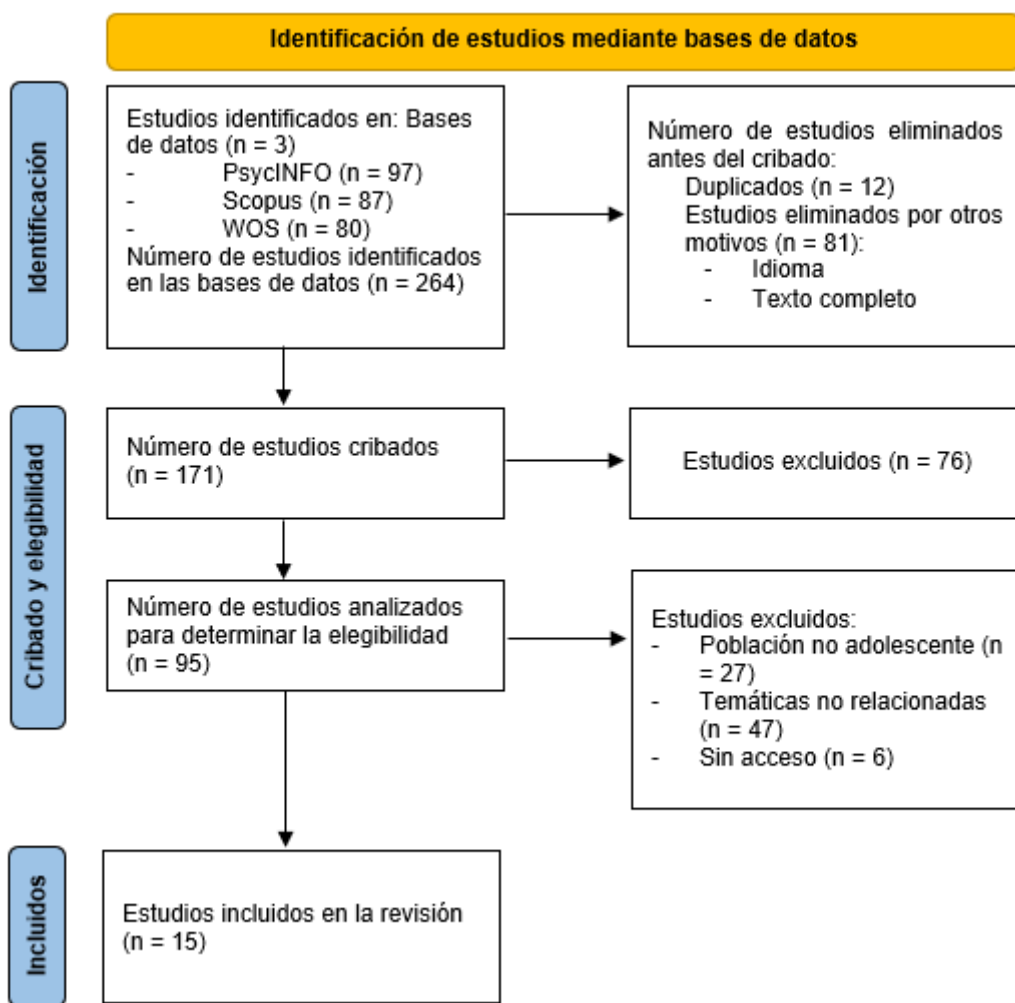 Identificación de estudios mediante bases de datos
Identificación
Estudios identificados en: Bases
de datos (n = 3)
- PsycINFO (n = 97)
- Scopus (n = 87)
- WOS (n = 80)
Número de estudios identificados
en las bases de datos (n = 264)
Número de estudios eliminados
antes del cribado:
Duplicados (n = 12)
Estudios eliminados por otros
motivos (n = 81):
- Idioma
- Texto completo
Cribado y elegibilidad
Número de estudios cribados
(n = 171)
Estudios excluidos (n = 76)
Número de estudios analizados
para determinar la elegibilidad
(n = 95)
Estudios excluidos:
- Población no adolescente (n
= 27)
- Temáticas no relacionadas
(n = 47)
- Sin acceso (n = 6)
Incluidos
Estudios incluidos en la revisión
(n = 15)